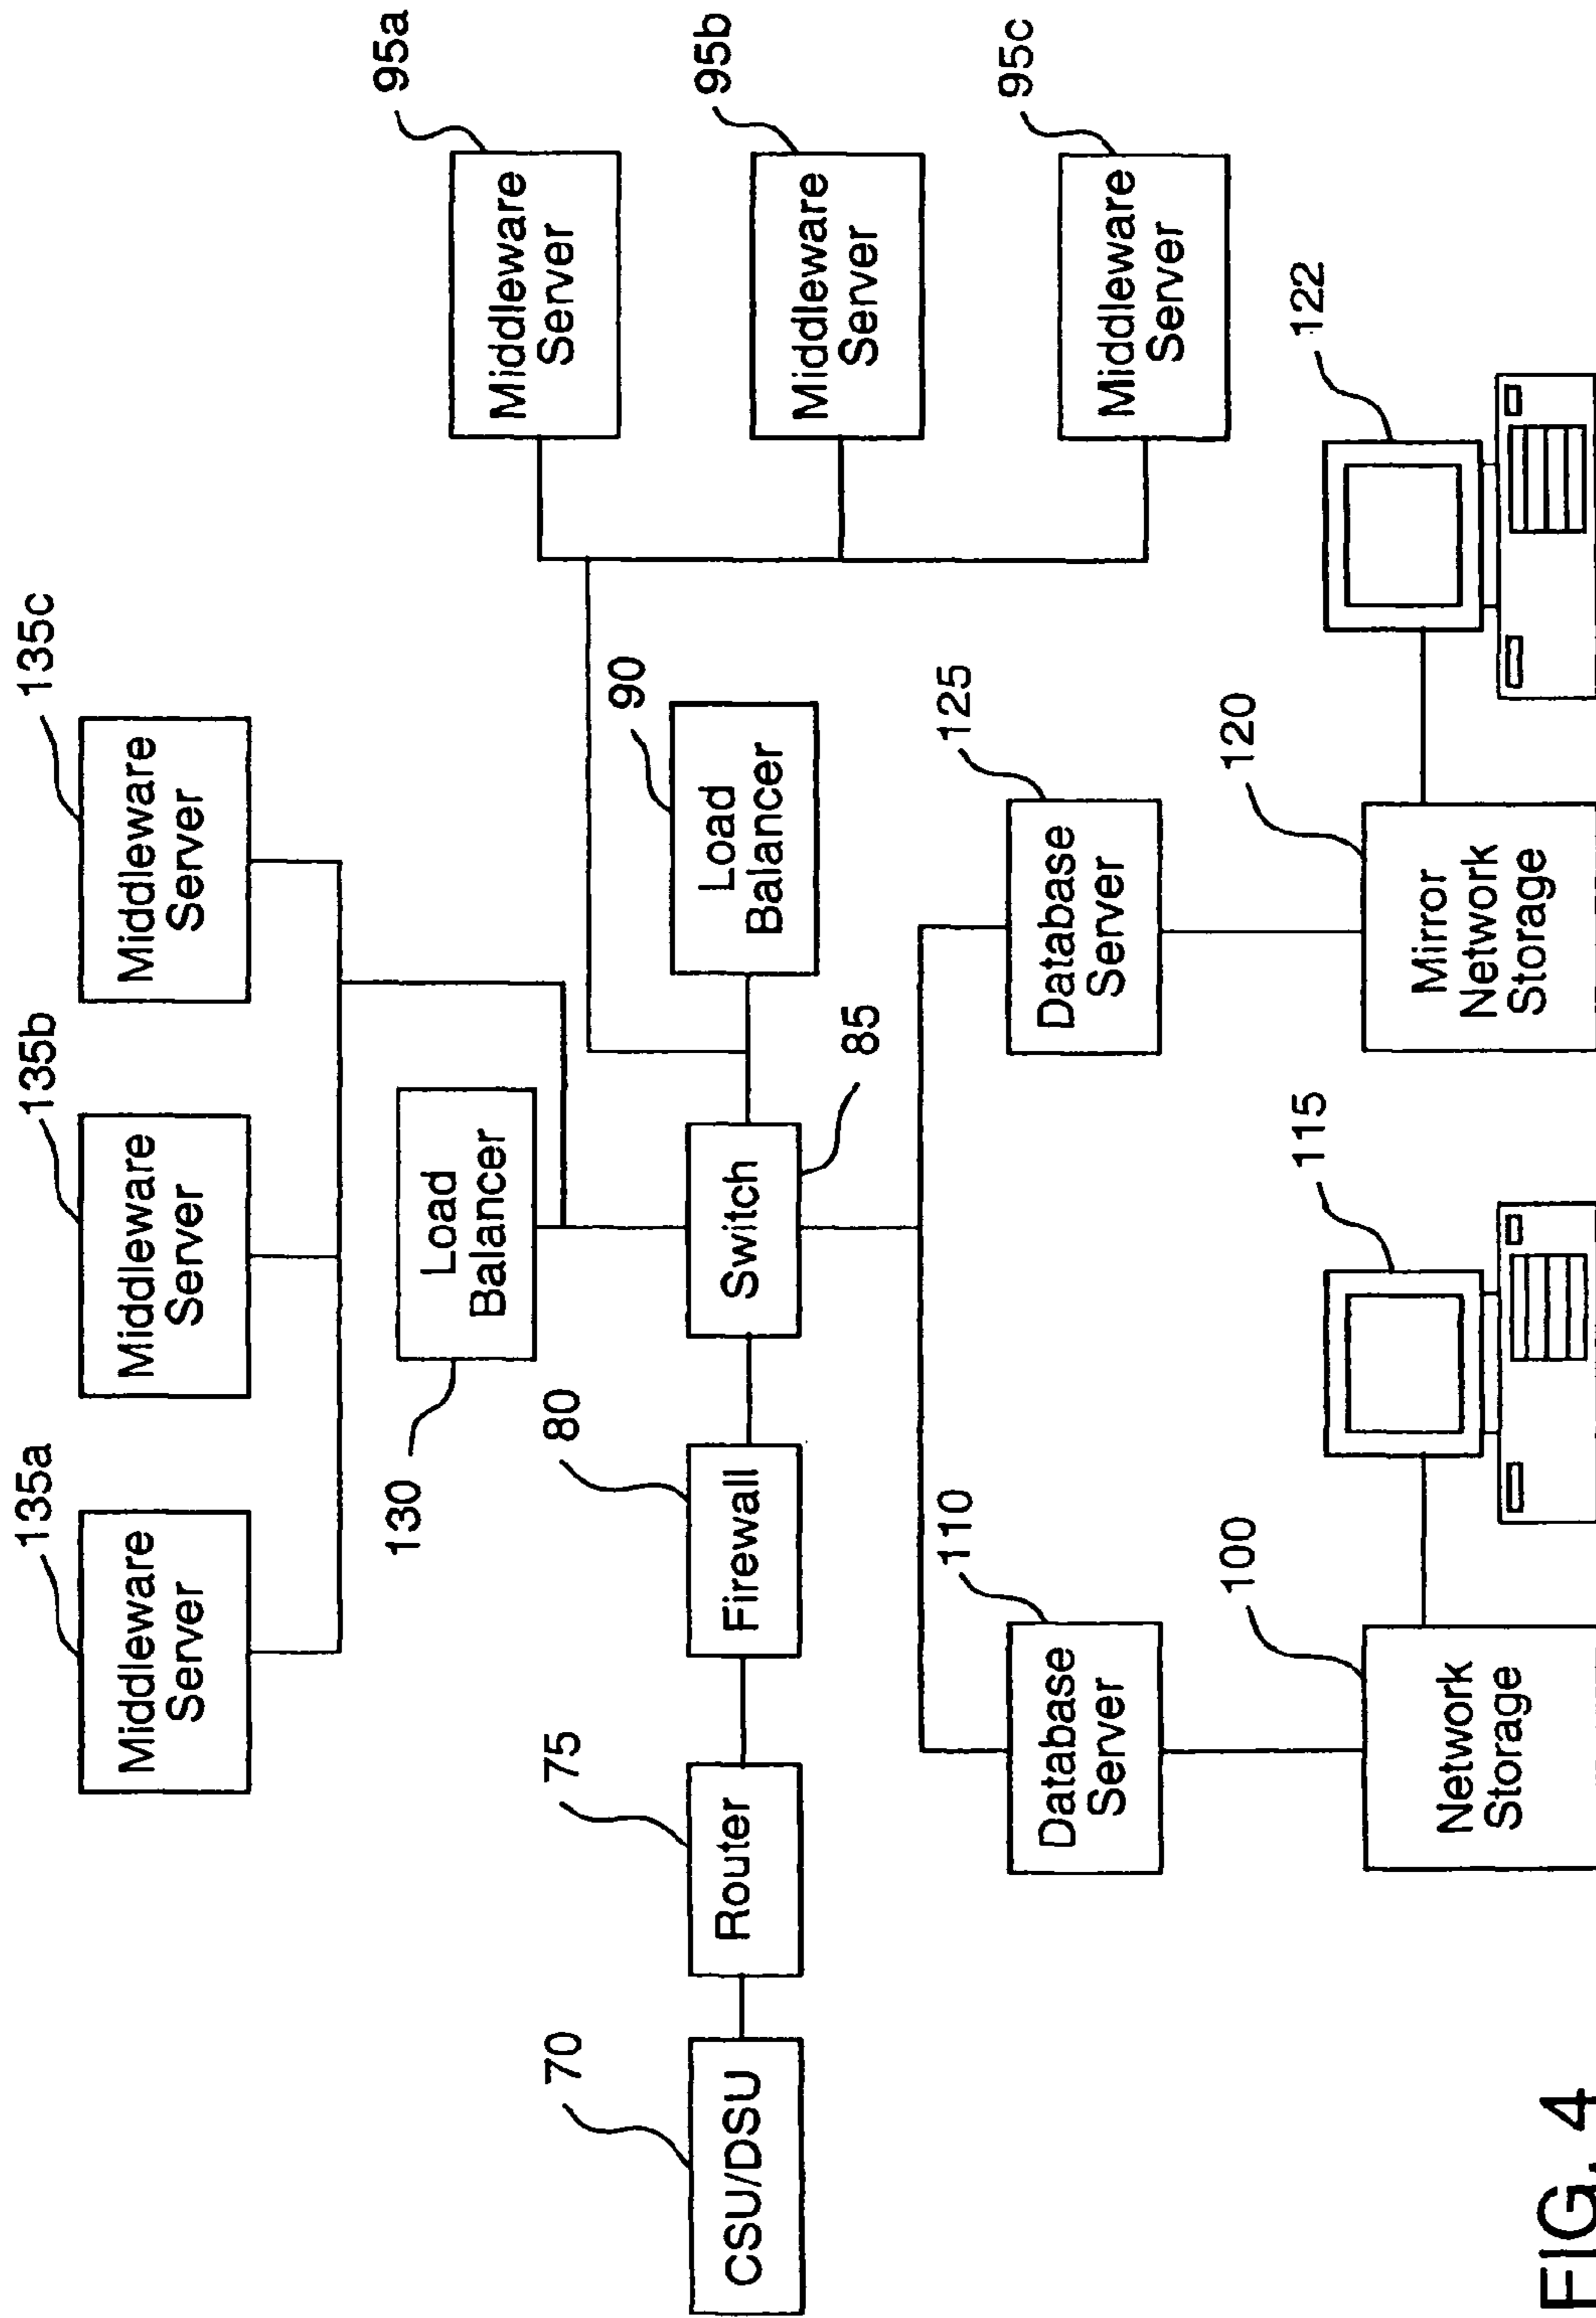 135a
135b
135c
Middleware
Server
Middleware
Server
Middleware
Server
130
Load
Balancer
90
Load
Balancer
95a
Middleware
Server
95b
Middleware
Server
95c
Middleware
Server
70
CSU/DSU
75
Router
80
Firewall
85
Switch
110
Database
Server
125
Database
Server
100
Network
Storage
115
120
Mirror
Network
Storage
122
FIG. 4